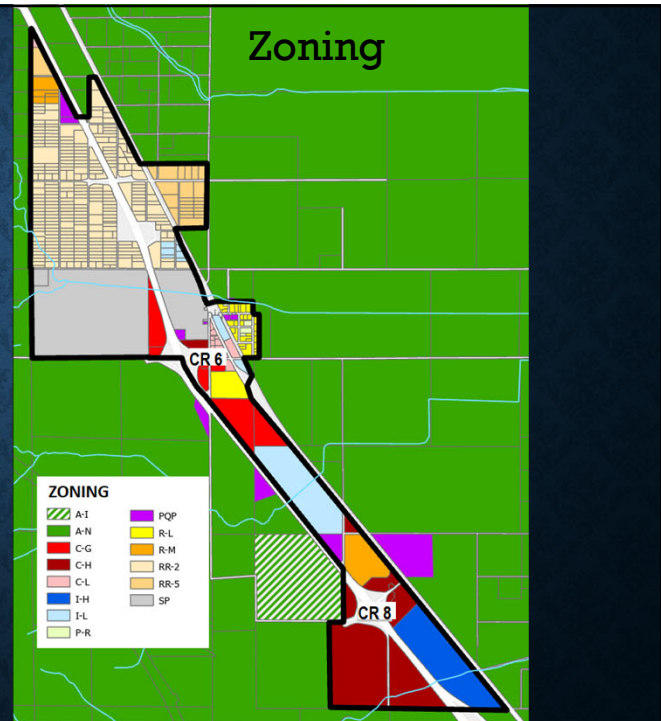 Zoning
CR 6
ZONING
A-I
A-N
C-G
C-H
C-L
I-H
I-L
P-R
PQP
R-L
R-M
RR-2
RR-5
SP
CR 8